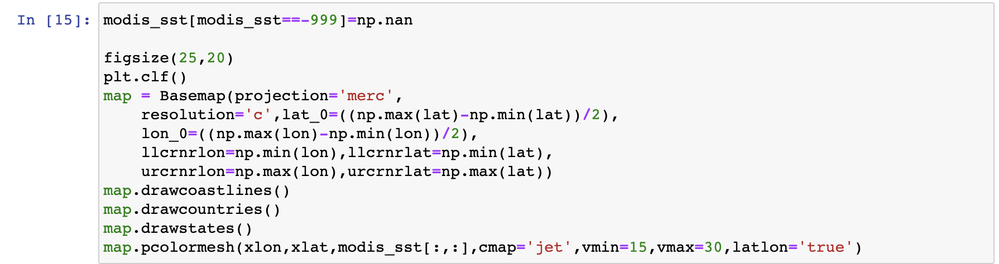 In [15]: modis_sst[modis_sst==-999]=np.nan

figsize(25,20)
plt.clf()
map = Basemap(projection='merc',
    resolution='c',lat_0=((np.max(lat)-np.min(lat))/2),
    lon_0=((np.max(lon)-np.min(lon))/2),
    llcrnrlon=np.min(lon),llcrnrlat=np.min(lat),
    urcrnrlon=np.max(lon),urcrnrlat=np.max(lat))
map.drawcoastlines()
map.drawcountries()
map.drawstates()
map.pcolormesh(xlon,xlat,modis_sst[:,:],cmap='jet',vmin=15,vmax=30,latlon='true')